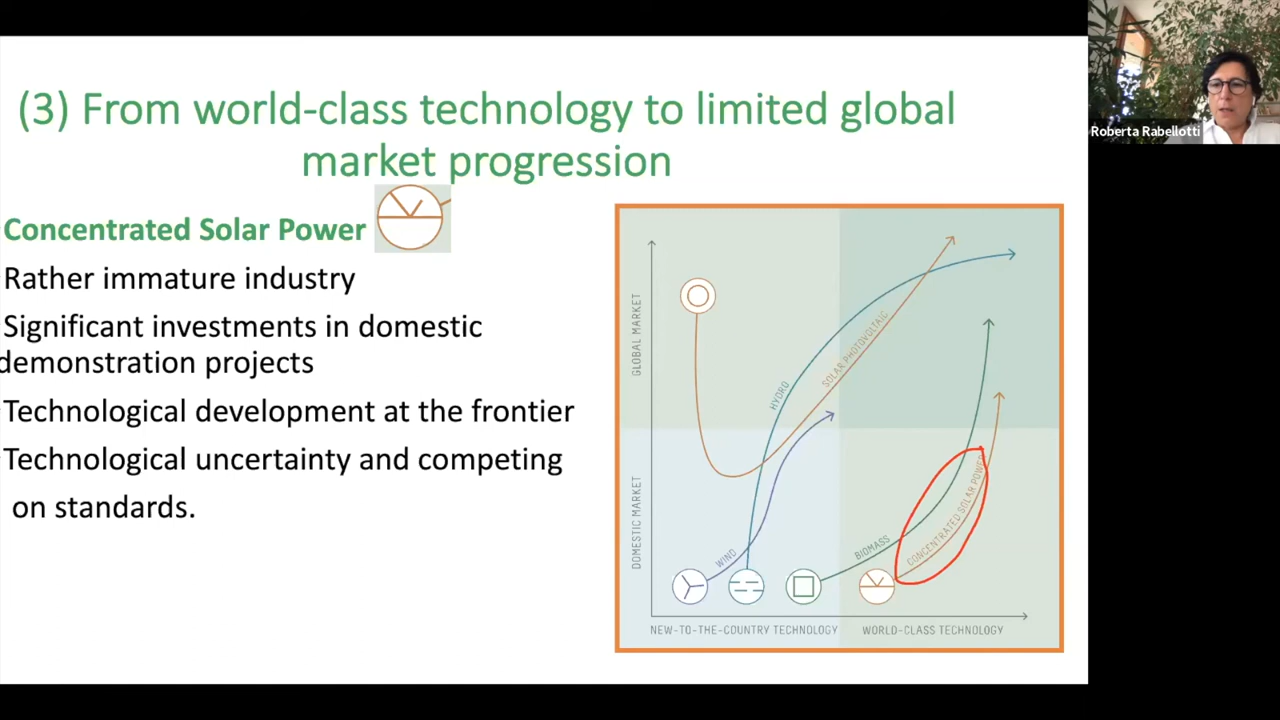 (3) From world-class technology to limited global
market progression
Roberta Rabellotti
Concentrated Solar Power
Rather immature industry
Significant investments in domestic
demonstration projects
Technological development at the frontier
Technological uncertainty and competing
on standards.
GLOBAL MARKET
DOMESTIC MARKET
HYDRO
SOLAR PHOTOVOLTAIC
WIND
BIOMASS
CONCENTRATED SOLAR POWER
NEW-TO-THE-COUNTRY TECHNOLOGY
WORLD-CLASS TECHNOLOGY